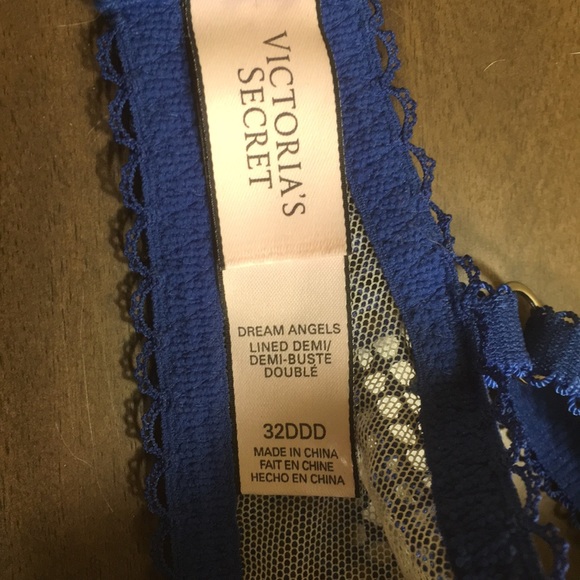 VICTORIA'S
SECRET
DREAM ANGELS
LINED DEMI/
DEMI-BUSTE
DOUBLÉ
32DDD
MADE IN CHINA
FAIT EN CHINE
HECHO EN CHINA